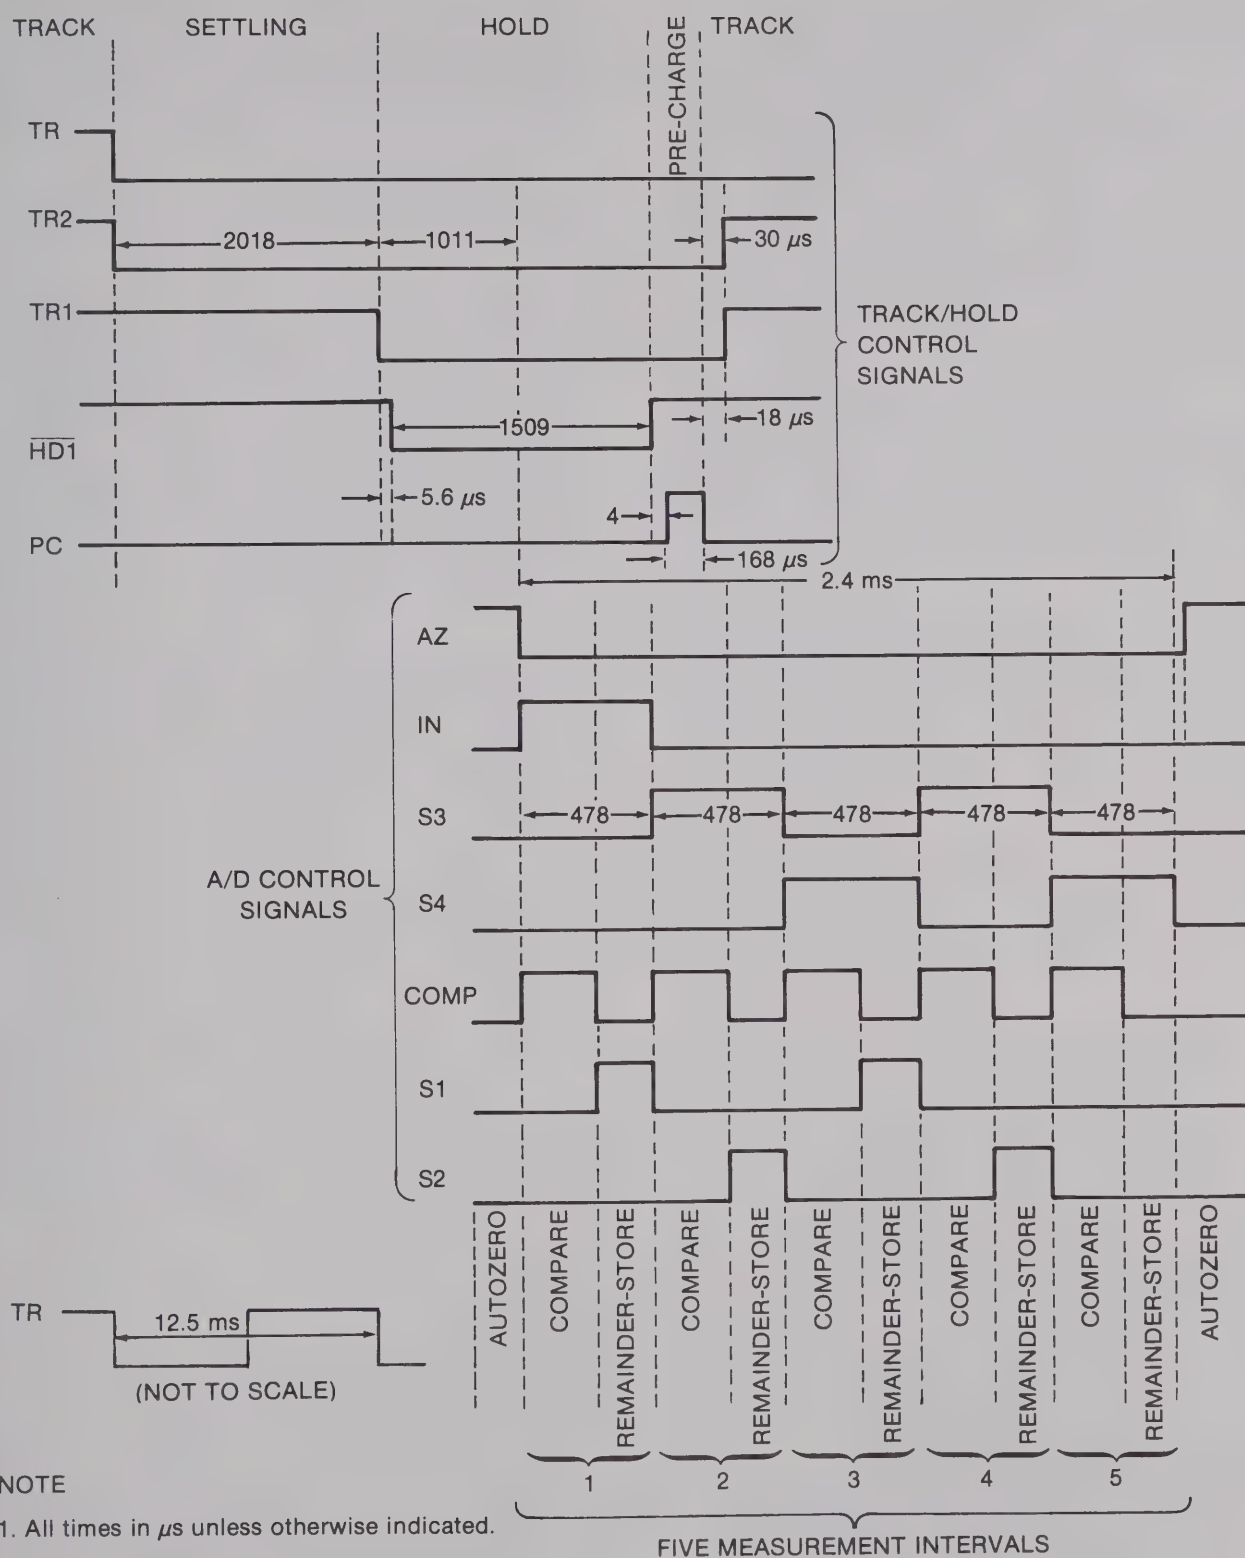 TRACK SETTLING HOLD PRE-CHARGE TRACK
TR
TR2 2018 1011 30 µs
TR1
TRACK/HOLD
CONTROL
SIGNALS
1509 18 µs
HD1
5.6 µs
4
PC 168 µs
2.4 ms
AZ
IN
S3 478 478 478 478 478
A/D CONTROL
SIGNALS
S4
COMP
S1
S2
AUTOZERO COMPARE REMAINDER-STORE COMPARE REMAINDER-STORE COMPARE REMAINDER-STORE COMPARE REMAINDER-STORE COMPARE REMAINDER-STORE AUTOZERO
TR 12.5 ms
(NOT TO SCALE)
1 2 3 4 5
FIVE MEASUREMENT INTERVALS
NOTE
1. All times in µs unless otherwise indicated.